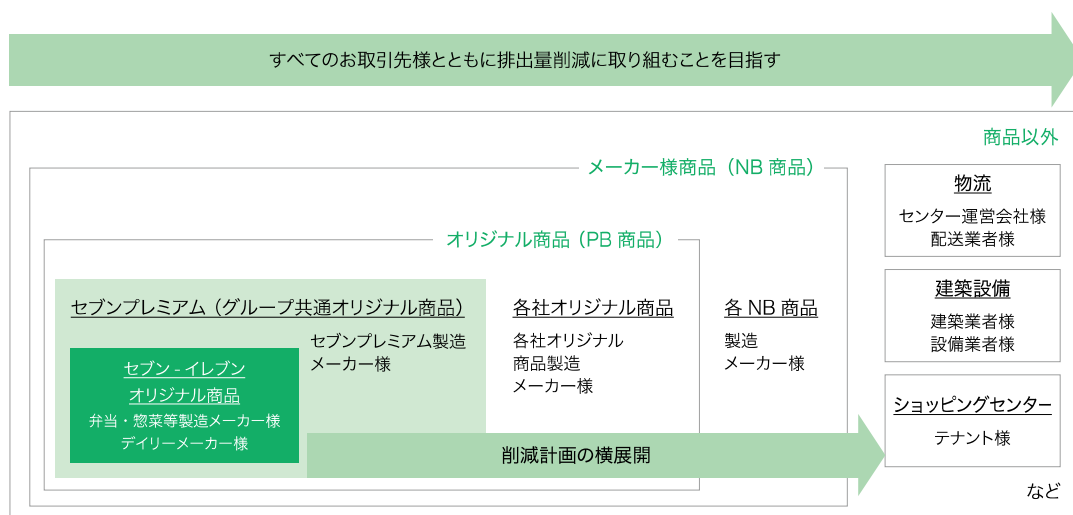 すべてのお取引先様とともに排出量削減に取り組むことを目指す
商品以外
メーカー様商品（NB 商品）
オリジナル商品（PB 商品）
セブンプレミアム（グループ共通オリジナル商品）
セブンプレミアム製造
メーカー様
セブン - イレブン
オリジナル商品
弁当・惣菜等製造メーカー様
デイリーメーカー様
各社オリジナル商品
各社オリジナル
商品製造
メーカー様
各 NB 商品
製造
メーカー様
削減計画の横展開
物流
センター運営会社様
配送業者様
建築設備
建築業者様
設備業者様
ショッピングセンター
テナント様
など